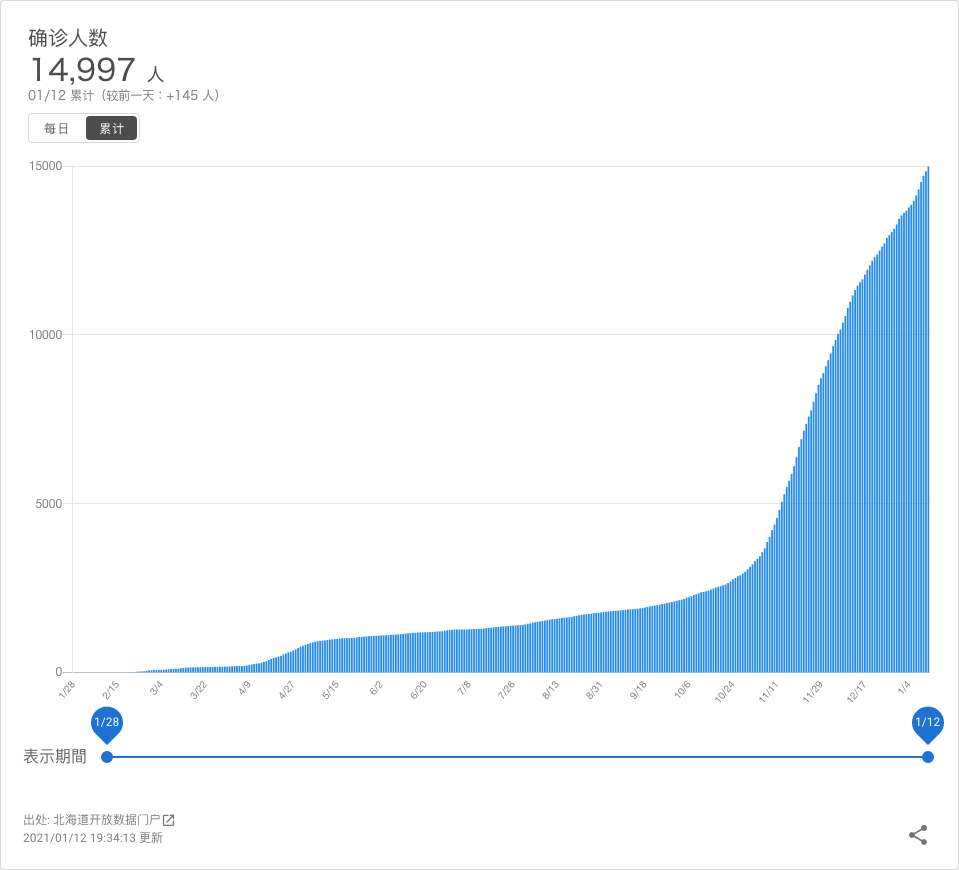 确诊人数
14,997 人
01/12 累计（较前一天：+145 人）
每日 累计
15000
10000
5000
0
1/28 2/15 3/4 3/22 4/9 4/27 5/15 6/2 6/20 7/8 7/26 8/13 8/31 9/18 10/6 10/24 11/11 11/29 12/17 1/4
1/28 1/12
表示期間
出处: 北海道开放数据门户
2021/01/12 19:34:13 更新